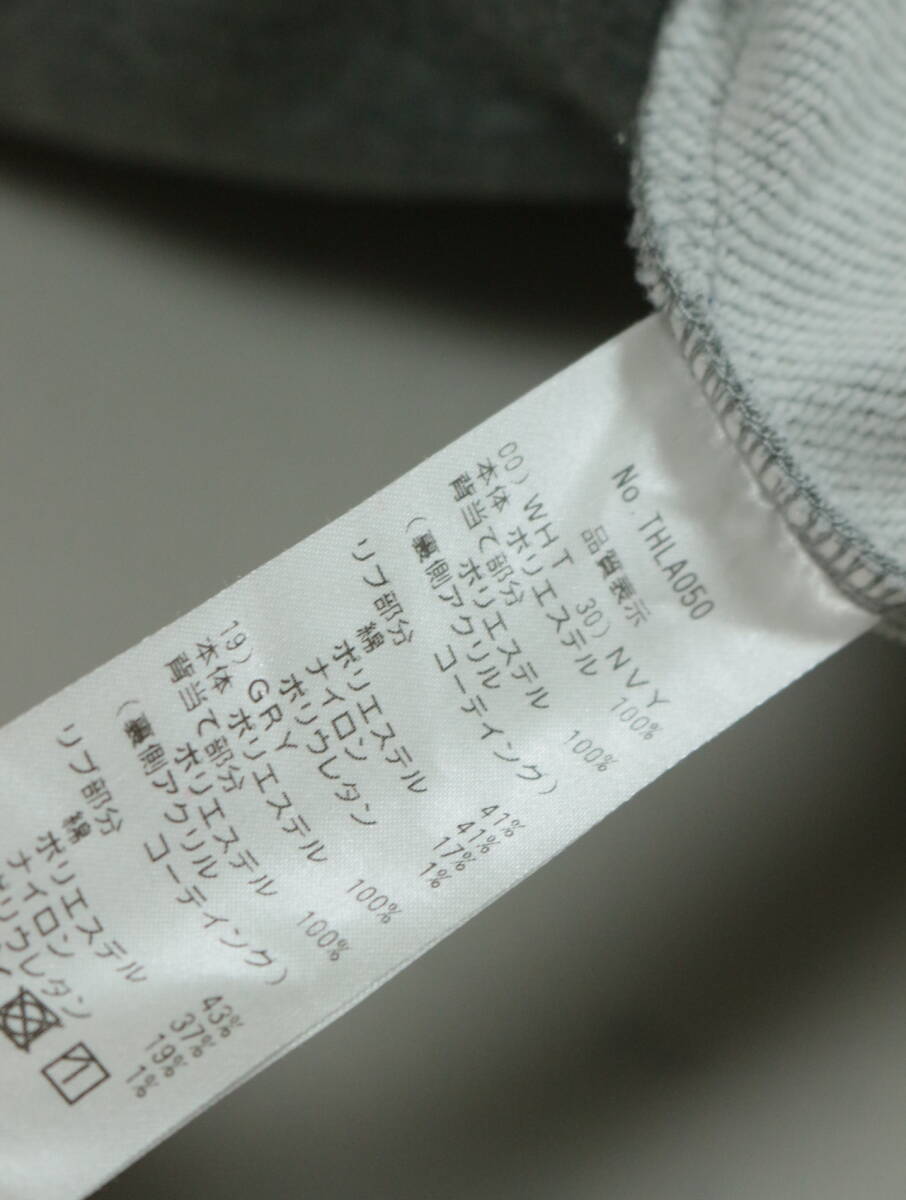 No.THLA050
品質表示
00) WHT 30) NVY
本体 ポリエステル 100%
背当て部分
ポリエステル 100%
(裏側アクリル
コーティング)
リブ部分
綿 41%
ポリエステル 41%
ナイロン 17%
ポリウレタン 1%
19) GRY
本体 ポリエステル 100%
背当て部分
ポリエステル 100%
(裏側アクリル
コーティング)
リブ部分
綿 43%
ポリエステル 37%
ナイロン 19%
ポリウレタン 1%